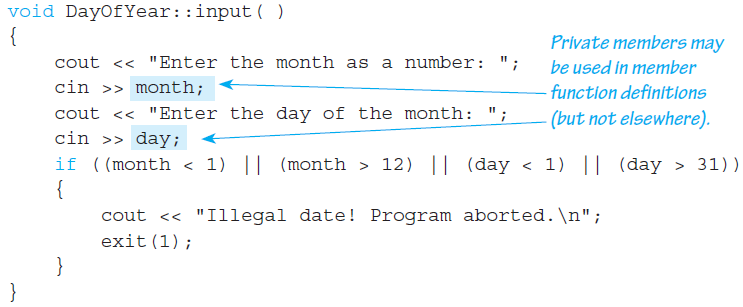 void DayOfYear::input( )
{
    cout << "Enter the month as a number: ";
    cin >> month;
    cout << "Enter the day of the month: ";
    cin >> day;
    if ((month < 1) || (month > 12) || (day < 1) || (day > 31))
    {
        cout << "Illegal date! Program aborted.\n";
        exit(1);
    }
}
Private members may
be used in member
function definitions
(but not elsewhere).